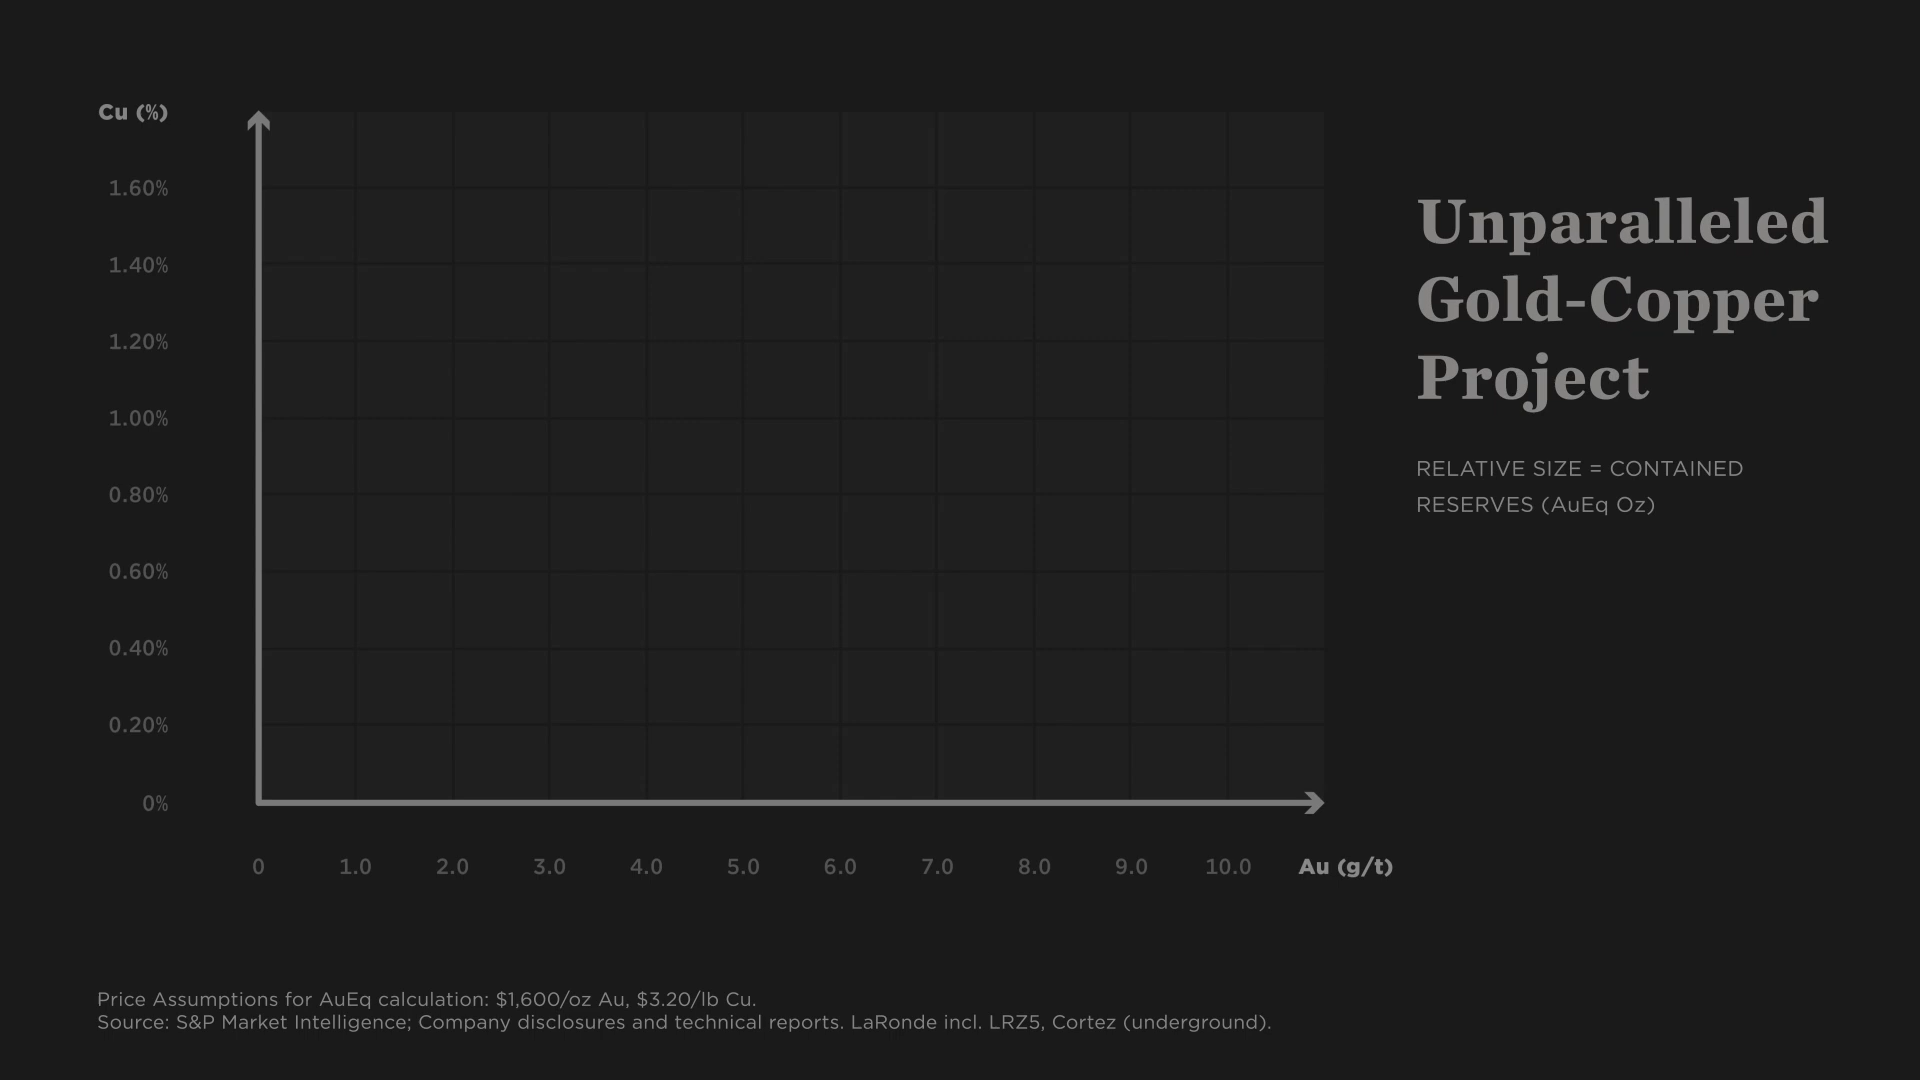 Cu (%)
1.60%
1.40%
1.20%
1.00%
0.80%
0.60%
0.40%
0.20%
0%
0 1.0 2.0 3.0 4.0 5.0 6.0 7.0 8.0 9.0 10.0 Au (g/t)
Unparalleled
Gold-Copper
Project
RELATIVE SIZE = CONTAINED
RESERVES (AuEq Oz)
Price Assumptions for AuEq calculation: $1,600/oz Au, $3.20/lb Cu.
Source: S&P Market Intelligence; Company disclosures and technical reports. LaRonde incl. LRZ5, Cortez (underground).